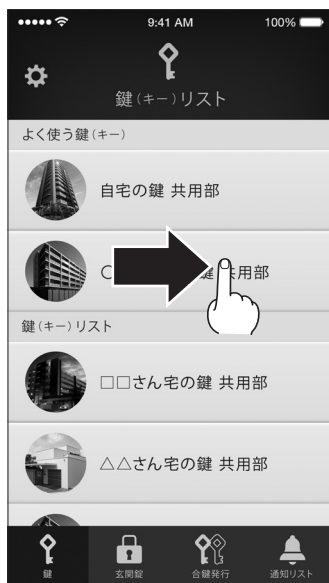 9:41 AM
100%
鍵(キー)リスト
よく使う鍵(キー)
自宅の鍵 共用部
共用部
鍵(キー)リスト
□□さん宅の鍵 共用部
△△さん宅の鍵 共用部
鍵
玄関錠
合鍵発行
通知リスト